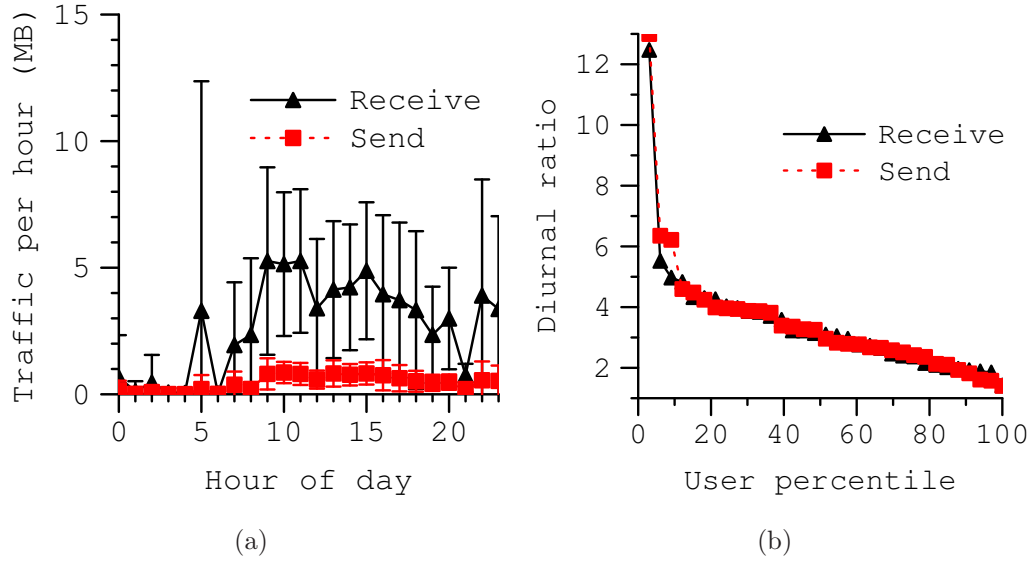 Traffic per hour (MB)
15
10
5
0
Receive
Send
0 5 10 15 20
Hour of day
(a)
Diurnal ratio
12
10
8
6
4
2
Receive
Send
0 20 40 60 80 100
User percentile
(b)